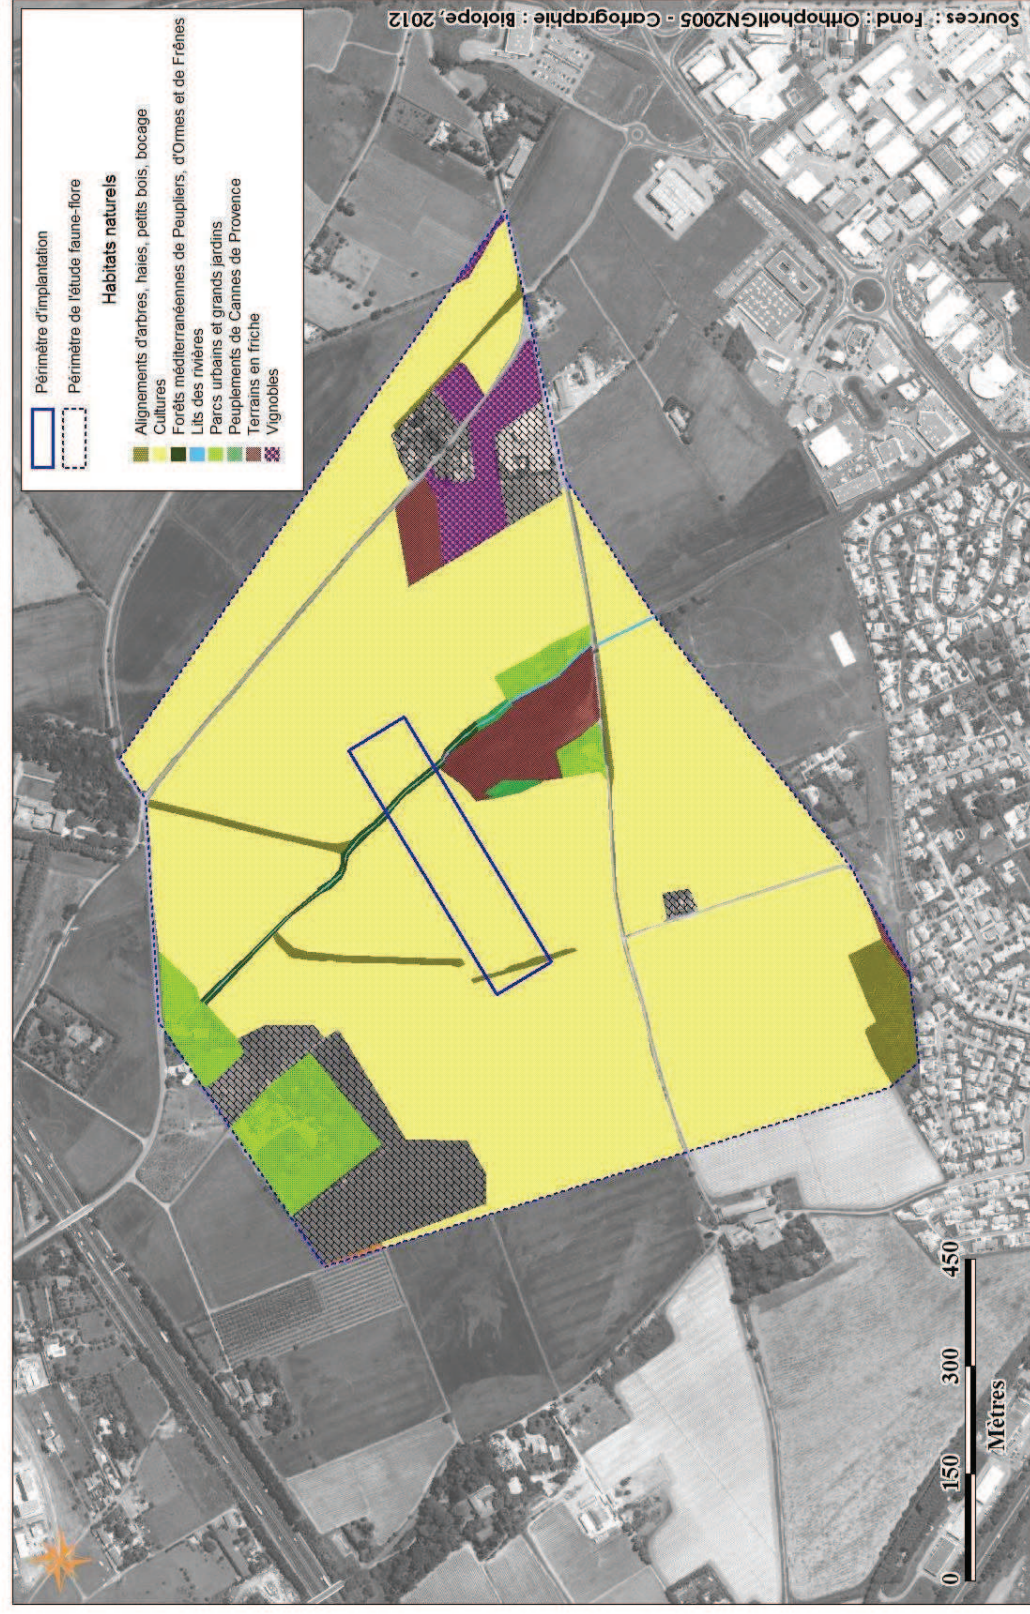 Périmètre d'implantation
Périmètre de l'étude faune-flore
Habitats naturels
Alignements d'arbres, haies, petits bois, bocage
Cultures
Forêts méditerranéennes de Peupliers, d'Ormes et de Frênes
Lits des rivières
Parcs urbains et grands jardins
Peuplements de Cannes de Provence
Terrains en friche
Vignobles
0 150 300 450
Mètres
Sources : Fond : OrthophotIGN2005 - Cartographie : Biotope, 2012